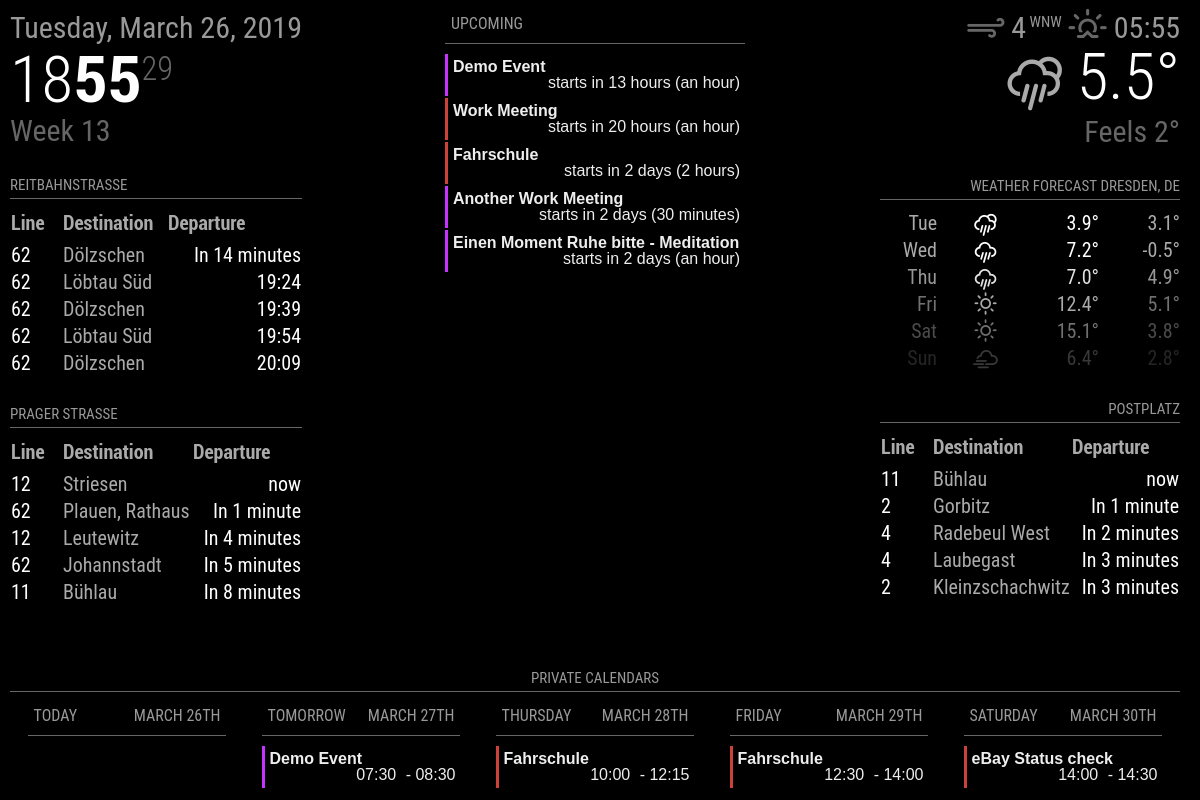 Tuesday, March 26, 2019
18 55 29
Week 13
REITBAHNSTRASSE
Line Destination Departure
62 Dölzschen In 14 minutes
62 Löbtau Süd 19:24
62 Dölzschen 19:39
62 Löbtau Süd 19:54
62 Dölzschen 20:09
PRAGER STRASSE
Line Destination Departure
12 Striesen now
62 Plauen, Rathaus In 1 minute
12 Leutewitz In 4 minutes
62 Johannstadt In 5 minutes
11 Bühlau In 8 minutes
UPCOMING
Demo Event
starts in 13 hours (an hour)
Work Meeting
starts in 20 hours (an hour)
Fahrschule
starts in 2 days (2 hours)
Another Work Meeting
starts in 2 days (30 minutes)
Einen Moment Ruhe bitte - Meditation
starts in 2 days (an hour)
4 WNW 05:55
5.5°
Feels 2°
WEATHER FORECAST DRESDEN, DE
Tue 3.9° 3.1°
Wed 7.2° -0.5°
Thu 7.0° 4.9°
Fri 12.4° 5.1°
Sat 15.1° 3.8°
Sun 6.4° 2.8°
POSTPLATZ
Line Destination Departure
11 Bühlau now
2 Gorbitz In 1 minute
4 Radebeul West In 2 minutes
4 Laubegast In 3 minutes
2 Kleinzschachwitz In 3 minutes
PRIVATE CALENDARS
TODAY MARCH 26TH
TOMORROW MARCH 27TH
Demo Event
07:30 - 08:30
THURSDAY MARCH 28TH
Fahrschule
10:00 - 12:15
FRIDAY MARCH 29TH
Fahrschule
12:30 - 14:00
SATURDAY MARCH 30TH
eBay Status check
14:00 - 14:30